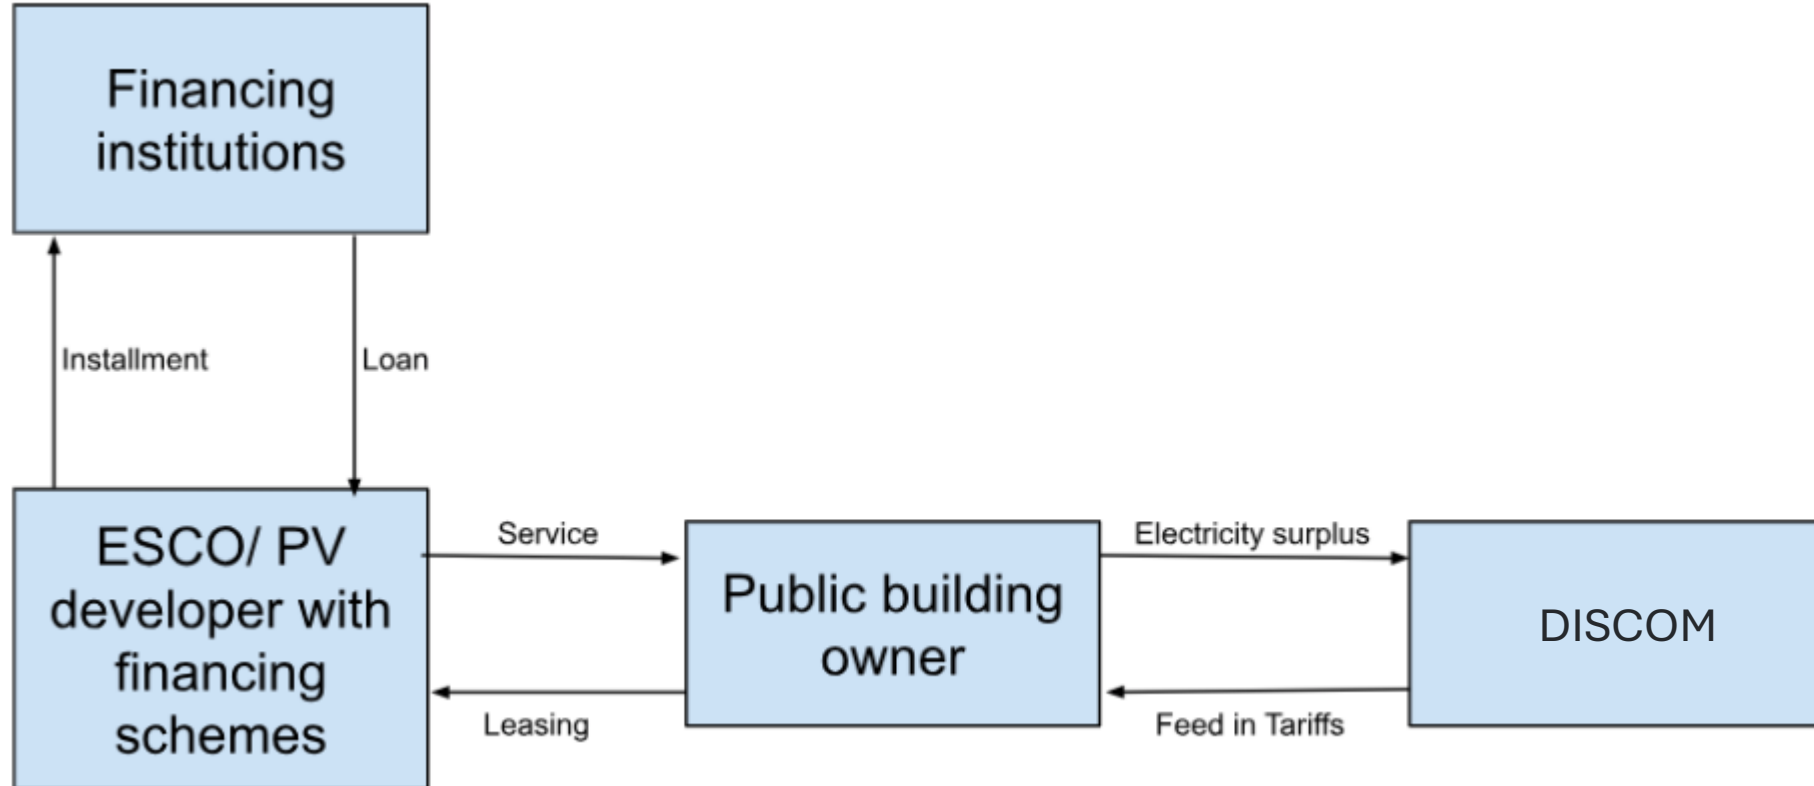 Financing
institutions
Installment
Loan
ESCO/ PV
developer with
financing
schemes
Service
Leasing
Public building
owner
Electricity surplus
Feed in Tariffs
DISCOM